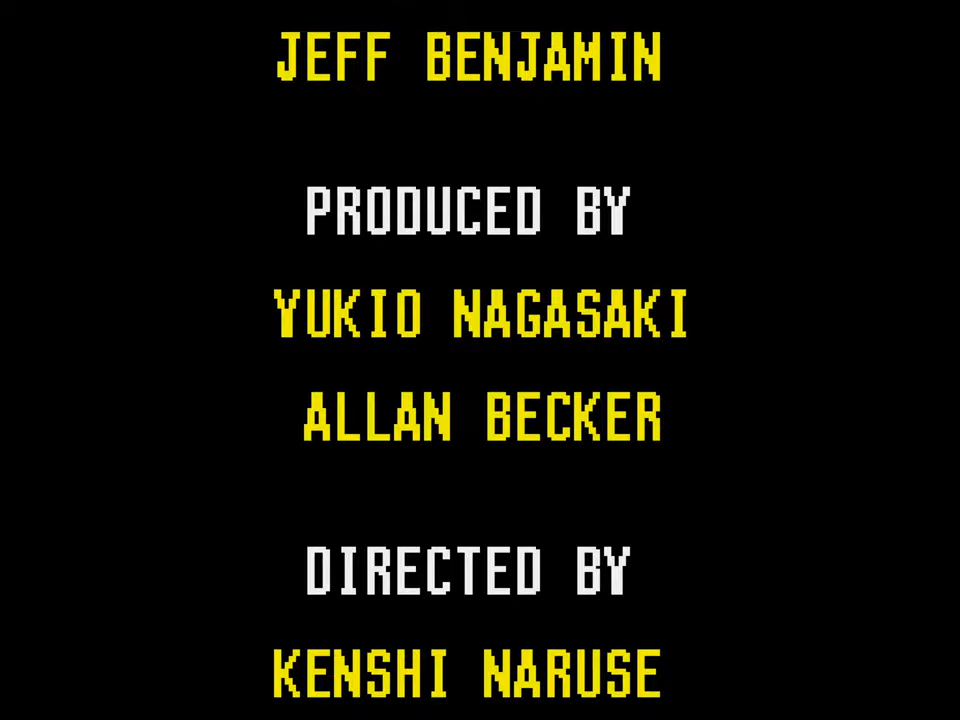 JEFF BENJAMIN
PRODUCED BY
YUKIO NAGASAKI
ALLAN BECKER
DIRECTED BY
KENSHI NARUSE